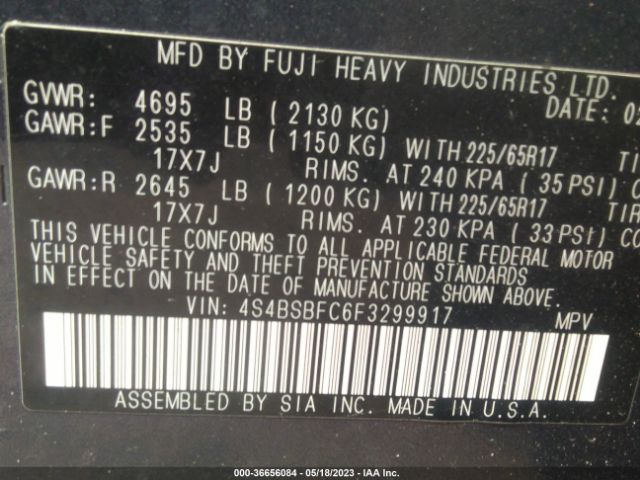 MFD BY FUJI HEAVY INDUSTRIES LTD.
GVWR: 4695 LB ( 2130 KG) DATE: 02
GAWR:F 2535 LB ( 1150 KG) WITH 225/65R17
17X7J RIMS. AT 240 KPA ( 35 PSI)
GAWR:R 2645 LB ( 1200 KG) WITH 225/65R17
17X7J RIMS. AT 230 KPA ( 33 PSI)
THIS VEHICLE CONFORMS TO ALL APPLICABLE FEDERAL MOTOR
VEHICLE SAFETY AND THEFT PREVENTION STANDARDS
IN EFFECT ON THE DATE OF MANUFACTURE SHOWN ABOVE.
VIN: 4S4BSBFC6F3299917 MPV
ASSEMBLED BY SIA INC. MADE IN U.S.A.
000-36656084 - 05/18/2023 - IAA Inc.